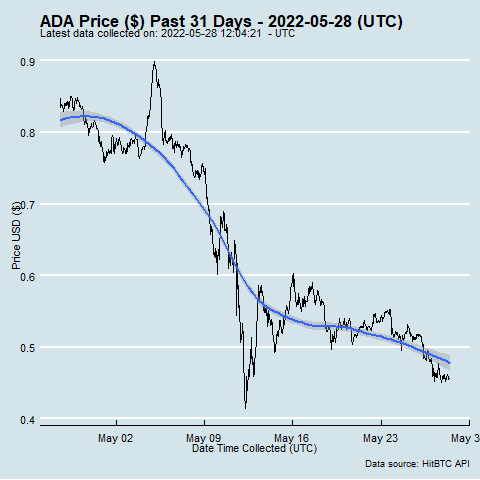 ADA Price ($) Past 31 Days - 2022-05-28 (UTC)
Latest data collected on: 2022-05-28 12:04:21  - UTC
0.9
0.8
0.7
0.6
0.5
0.4
Price USD ($)
May 02
May 09
May 16
May 23
May 3
Date Time Collected (UTC)
Data source: HitBTC API